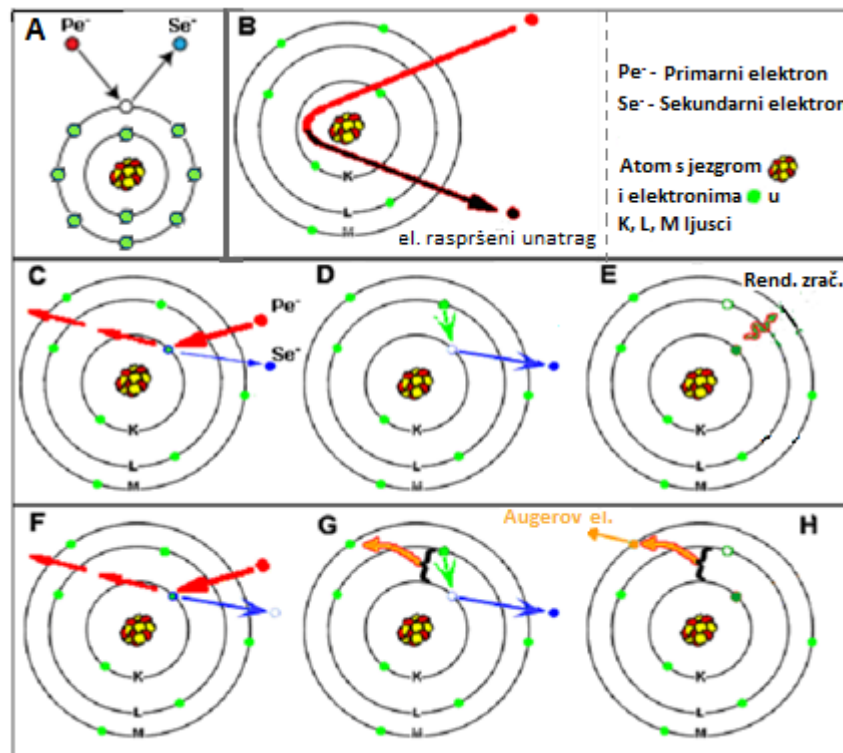 A
Pe-
Se-
B
K
L
M
el. raspršeni unatrag
Pe- - Primarni elektron
Se- - Sekundarni elektron
Atom s jezgrom
i elektronima u
K, L, M ljusci
C
Pe-
Se-
K
L
M
D
K
L
M
E
Rend. zrač.
K
L
M
F
K
L
M
G
K
L
M
Augerov el.
H
K
L
M